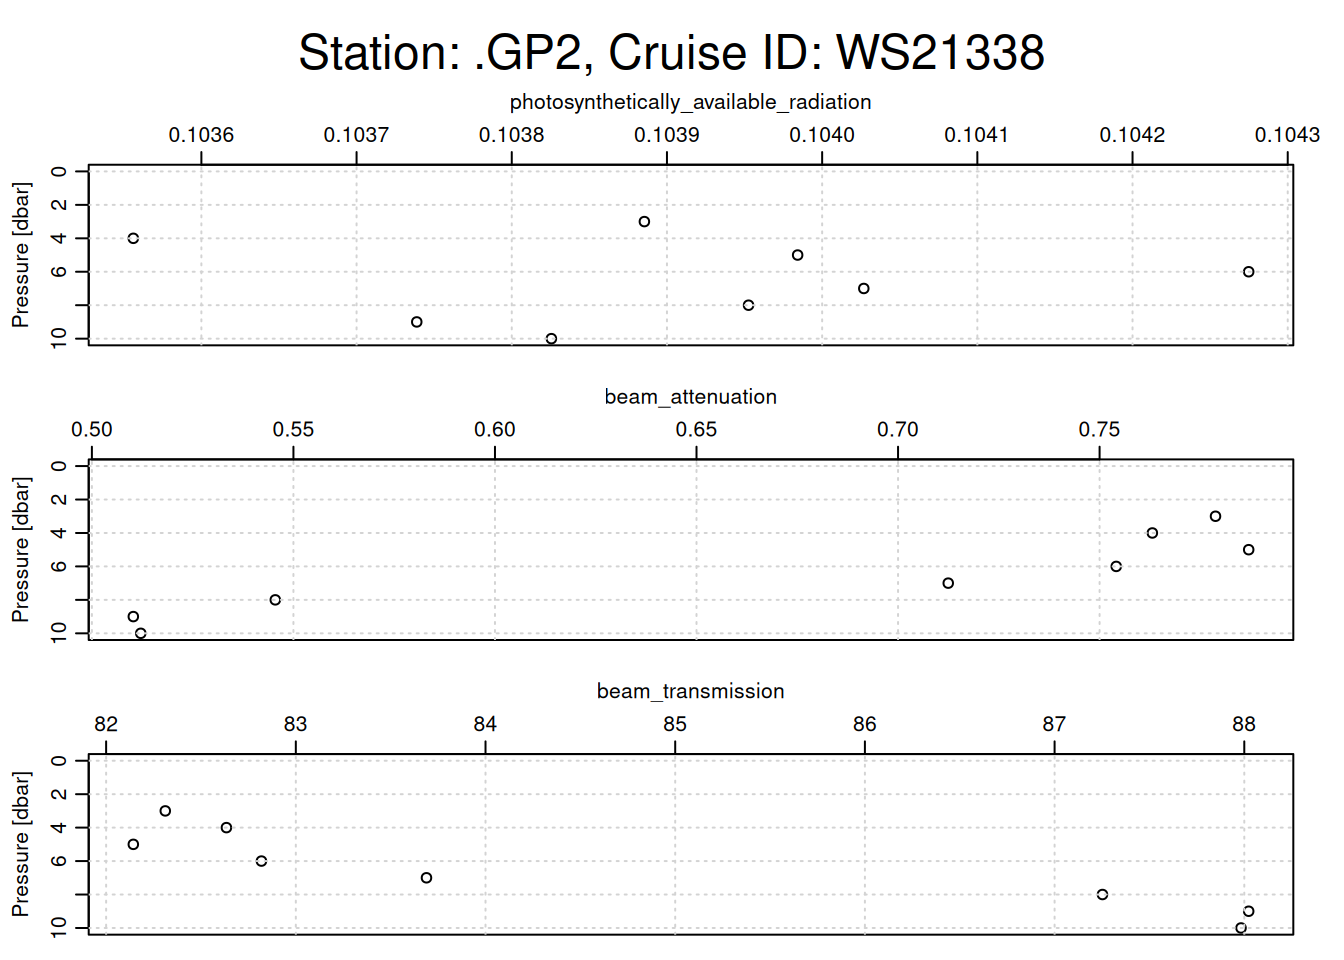 Station: .GP2, Cruise ID: WS21338
photosynthetically_available_radiation
0.1036 0.1037 0.1038 0.1039 0.1040 0.1041 0.1042 0.1043
Pressure [dbar]
0
2
4
6
10
beam_attenuation
0.50 0.55 0.60 0.65 0.70 0.75
Pressure [dbar]
0
2
4
6
10
beam_transmission
82 83 84 85 86 87 88
Pressure [dbar]
0
2
4
6
10